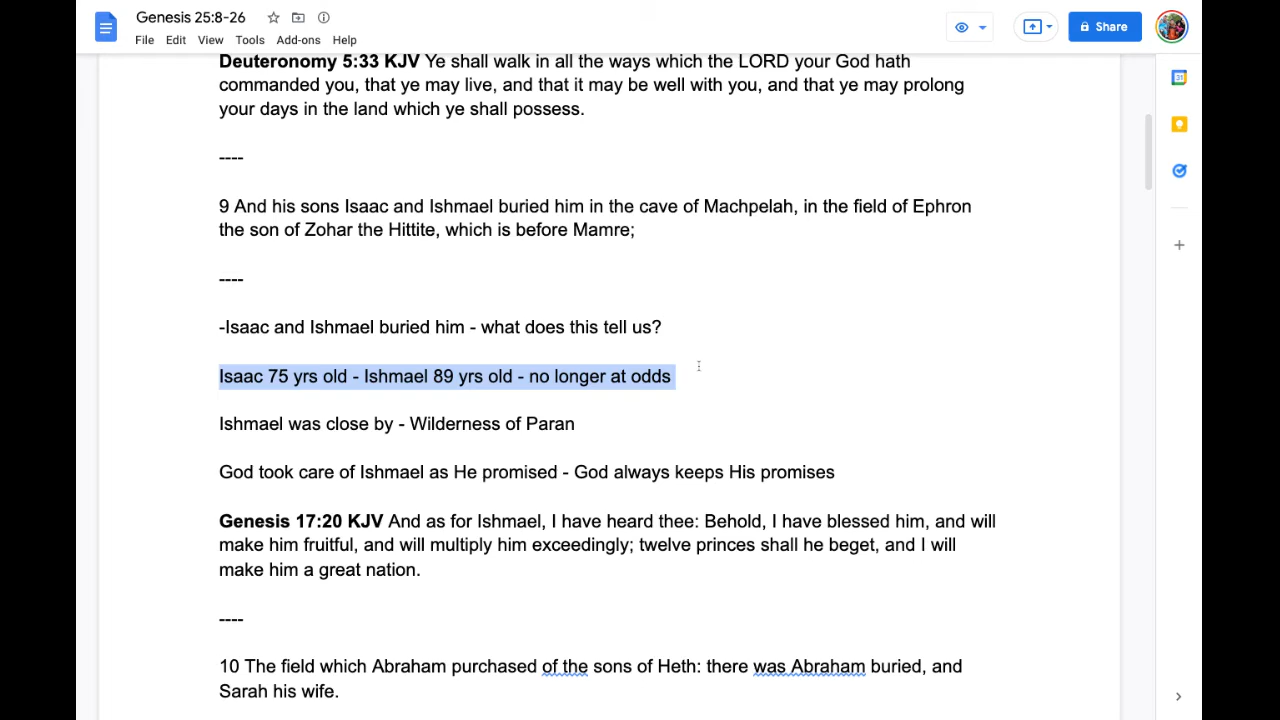 Genesis 25:8-26
File Edit View Tools Add-ons Help
Share
31
Deuteronomy 5:33 KJV Ye shall walk in all the ways which the LORD your God hath
commanded you, that ye may live, and that it may be well with you, and that ye may prolong
your days in the land which ye shall possess.
----
9 And his sons Isaac and Ishmael buried him in the cave of Machpelah, in the field of Ephron
the son of Zohar the Hittite, which is before Mamre;
----
-Isaac and Ishmael buried him - what does this tell us?
Isaac 75 yrs old - Ishmael 89 yrs old - no longer at odds
Ishmael was close by - Wilderness of Paran
God took care of Ishmael as He promised - God always keeps His promises
Genesis 17:20 KJV And as for Ishmael, I have heard thee: Behold, I have blessed him, and will
make him fruitful, and will multiply him exceedingly; twelve princes shall he beget, and I will
make him a great nation.
----
10 The field which Abraham purchased of the sons of Heth: there was Abraham buried, and
Sarah his wife.